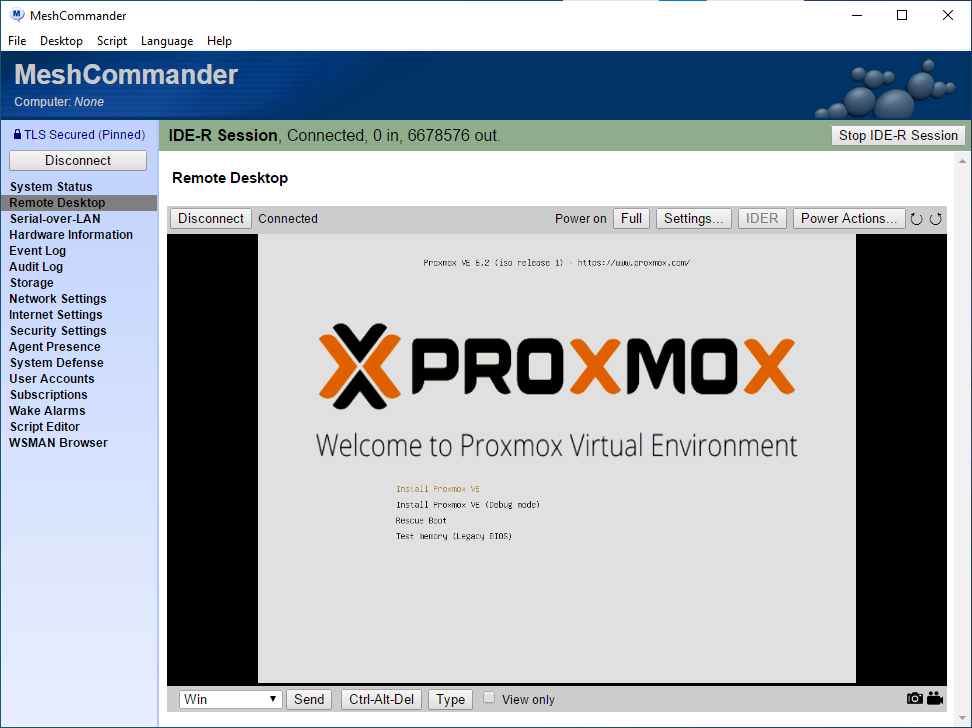 MeshCommander
File Desktop Script Language Help
MeshCommander
Computer: None
TLS Secured (Pinned)
IDE-R Session, Connected, 0 in, 6678576 out.
Stop IDE-R Session
Disconnect
System Status
Remote Desktop
Serial-over-LAN
Hardware Information
Event Log
Audit Log
Storage
Network Settings
Internet Settings
Security Settings
Agent Presence
System Defense
User Accounts
Subscriptions
Wake Alarms
Script Editor
WSMAN Browser
Remote Desktop
Disconnect Connected Power on Full Settings... IDER Power Actions...
Proxmox VE 6.2 (iso release 1) - https://www.proxmox.com/
XPROXMOX
Welcome to Proxmox Virtual Environment
Install Proxmox VE
Install Proxmox VE (Debug mode)
Rescue Boot
Test memory (Legacy BIOS)
Win Send Ctrl-Alt-Del Type View only